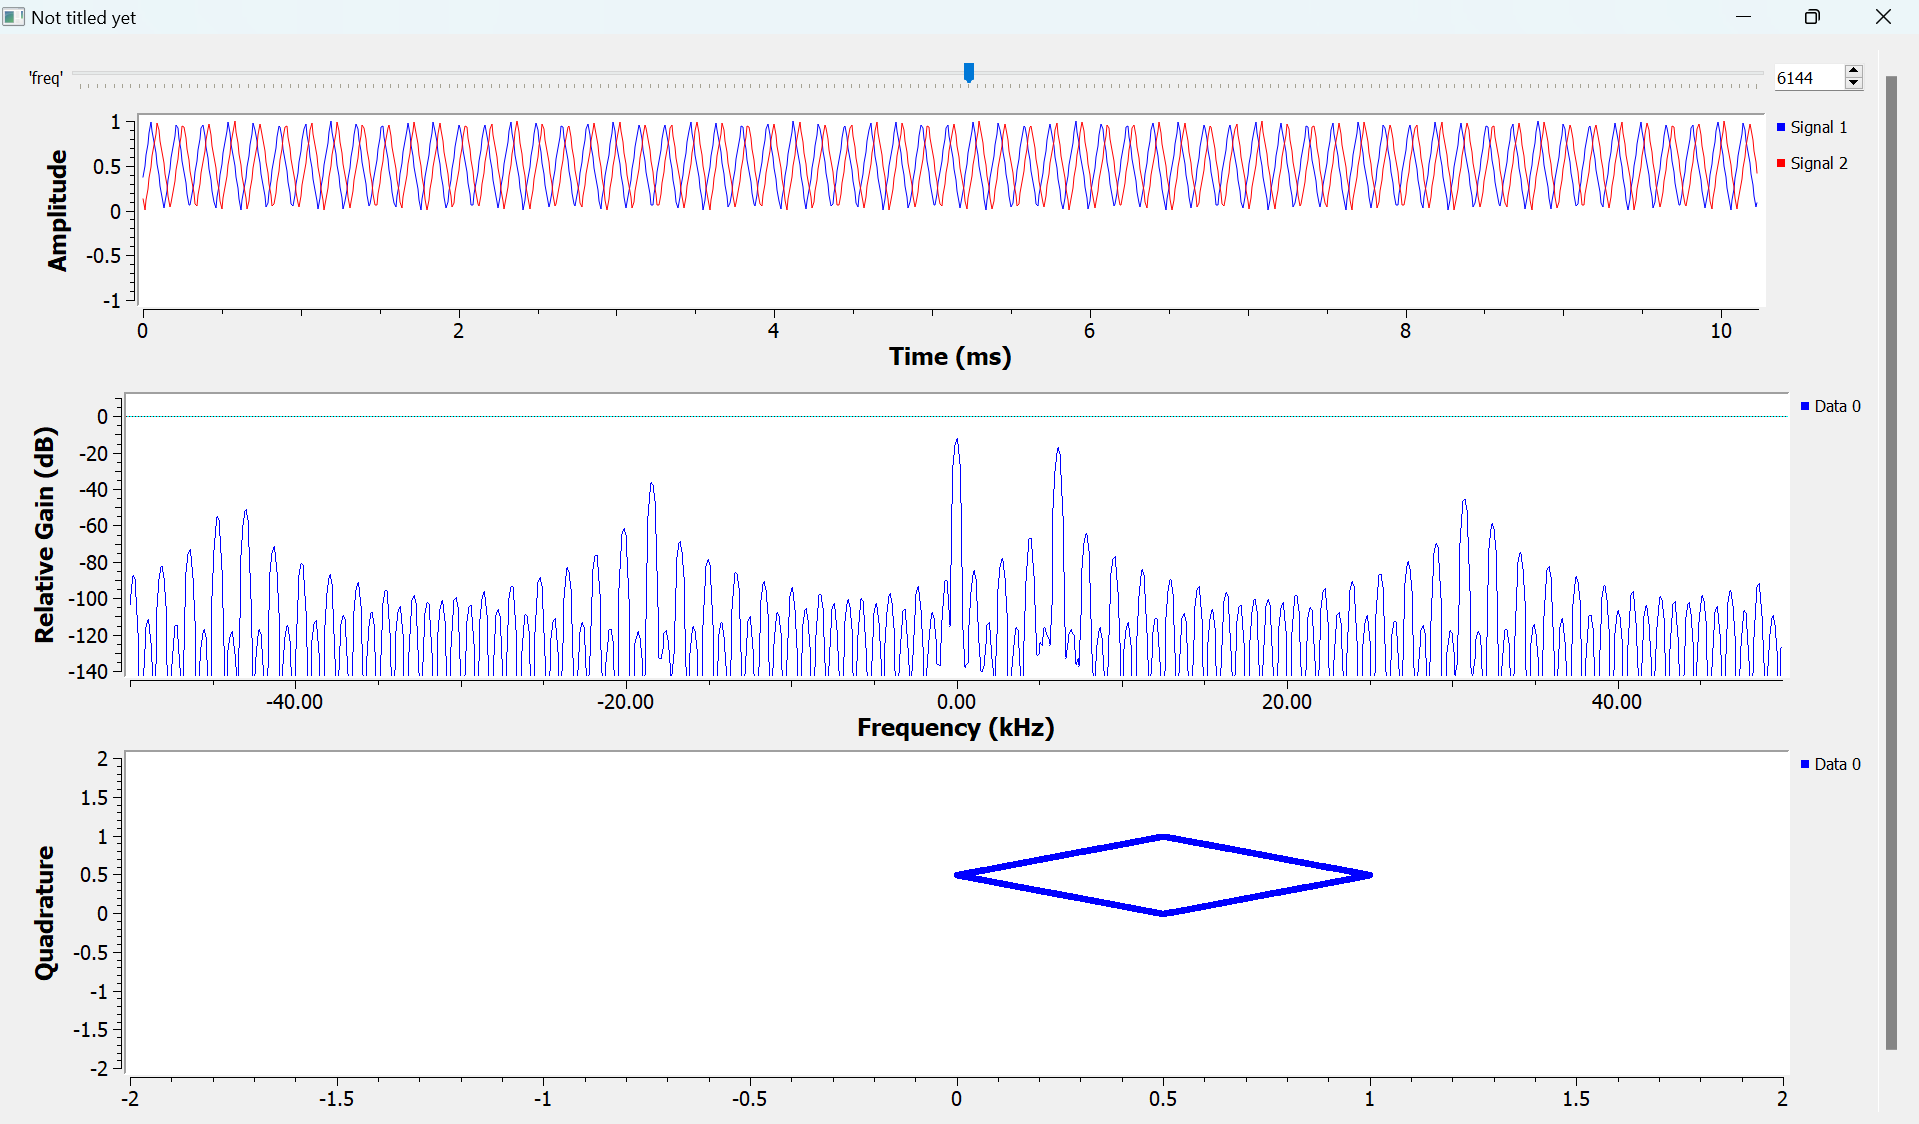 Not titled yet
'freq'
6144
Amplitude
1
0.5
0
-0.5
-1
Signal 1
Signal 2
0 2 4 6 8 10
Time (ms)
Relative Gain (dB)
0
-20
-40
-60
-80
-100
-120
-140
Data 0
-40.00 -20.00 0.00 20.00 40.00
Frequency (kHz)
Quadrature
2
1.5
1
0.5
0
-0.5
-1
-1.5
-2
Data 0
-2 -1.5 -1 -0.5 0 0.5 1 1.5 2